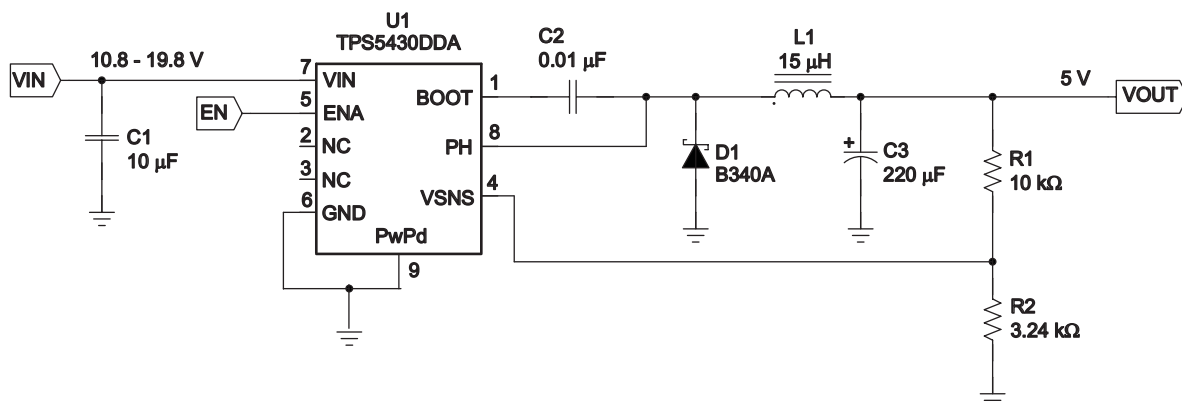 U1
TPS5430DDA
VIN
10.8 - 19.8 V
EN
C1
10 μF
7
VIN
5
ENA
2
NC
3
NC
6
GND
PwPd
9
BOOT
1
PH
8
VSNS
4
C2
0.01 μF
D1
B340A
L1
15 μH
+
C3
220 μF
5 V
VOUT
R1
10 kΩ
R2
3.24 kΩ